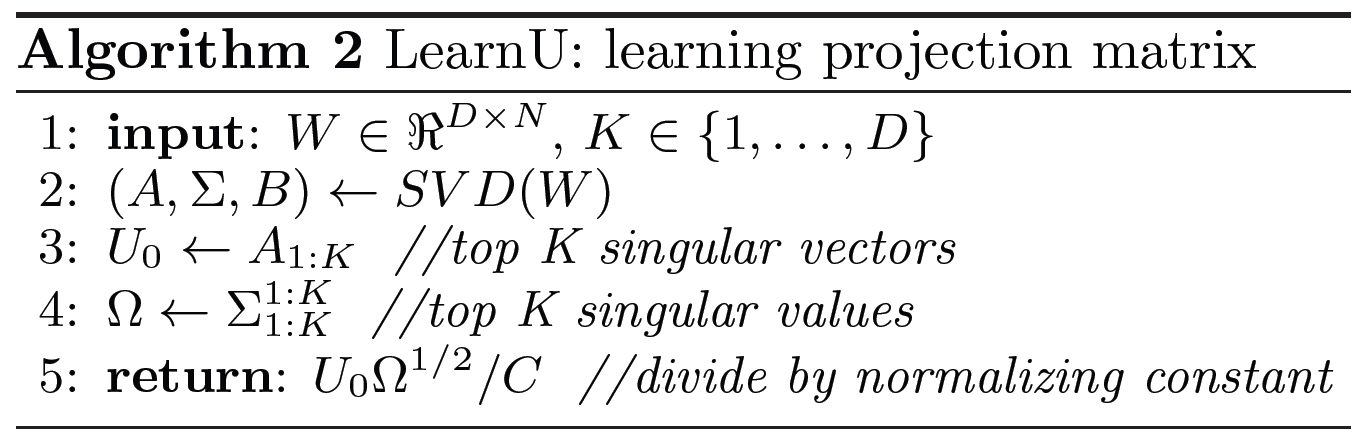 Algorithm 2 LearnU: learning projection matrix
1: input: W ∈ ℜ^{D×N}, K ∈ {1, . . . , D}
2: (A, Σ, B) ← SVD(W)
3: U_0 ← A_{1:K} //top K singular vectors
4: Ω ← Σ_{1:K}^{1:K} //top K singular values
5: return: U_0Ω^{1/2}/C //divide by normalizing constant